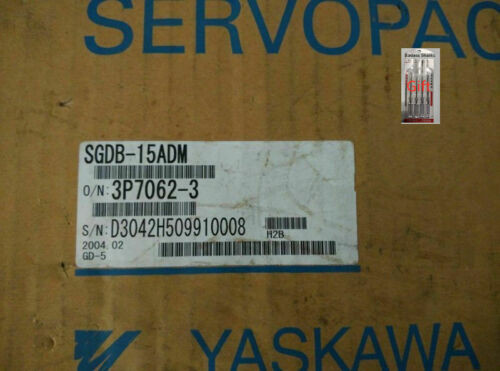 SERVOPAC
Gift
SGDB-15ADM
O/N: 3P7062-3
S/N: D3042H509910008
H2B
2004.02
GD-5
YASKAWA